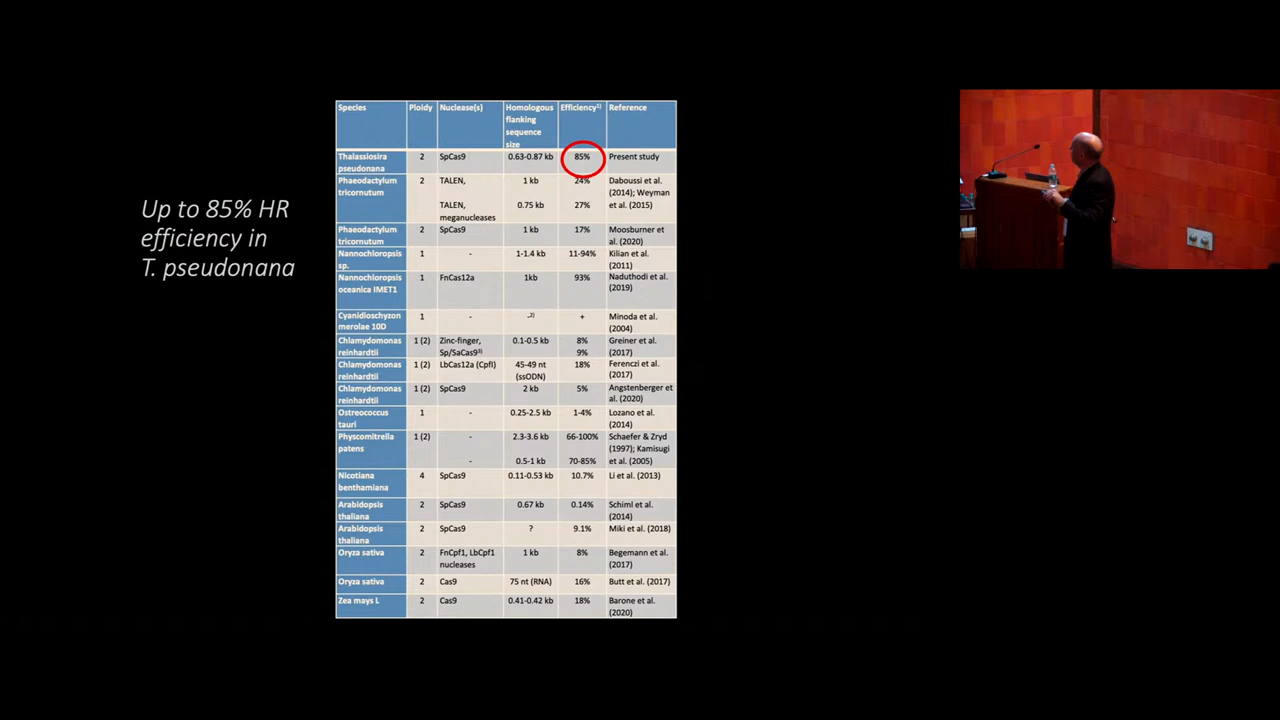 Up to 85% HR
efficiency in
T. pseudonana
Species Ploidy Nuclease(s) Homologous flanking sequence size Efficiency¹⁾ Reference
Thalassiosira pseudonana 2 SpCas9 0.63-0.87 kb 85% Present study
Phaeodactylum tricornutum 2 TALEN, 1 kb 24% Daboussi et al. (2014); Weyman et al. (2015)
TALEN, meganucleases 0.75 kb 27%
Phaeodactylum tricornutum 2 SpCas9 1 kb 17% Moosburner et al. (2020)
Nannochloropsis sp. 1 - 1-1.4 kb 11-94% Kilian et al. (2011)
Nannochloropsis oceanica IMET1 1 FnCas12a 1kb 93% Naduthodi et al. (2019)
Cyanidioschyzon merolae 10D 1 - -²⁾ + Minoda et al. (2004)
Chlamydomonas reinhardtii 1 (2) Zinc-finger, Sp/SaCas9³⁾ 0.1-0.5 kb 8% 9% Greiner et al. (2017)
Chlamydomonas reinhardtii 1 (2) LbCas12a (Cpfl) 45-49 nt (ssODN) 18% Ferenczi et al. (2017)
Chlamydomonas reinhardtii 1 (2) SpCas9 2 kb 5% Angstenberger et al. (2020)
Ostreococcus tauri 1 - 0.25-2.5 kb 1-4% Lozano et al. (2014)
Physcomitrella patens 1 (2) - 2.3-3.6 kb 66-100% Schaefer & Zryd (1997); Kamisugi et al. (2005)
- 0.5-1 kb 70-85%
Nicotiana benthamiana 4 SpCas9 0.11-0.53 kb 10.7% Li et al. (2013)
Arabidopsis thaliana 2 SpCas9 0.67 kb 0.14% Schiml et al. (2014)
Arabidopsis thaliana 2 SpCas9 ? 9.1% Miki et al. (2018)
Oryza sativa 2 FnCpf1, LbCpf1 nucleases 1 kb 8% Begemann et al. (2017)
Oryza sativa 2 Cas9 75 nt (RNA) 16% Butt et al. (2017)
Zea mays L 2 Cas9 0.41-0.42 kb 18% Barone et al. (2020)